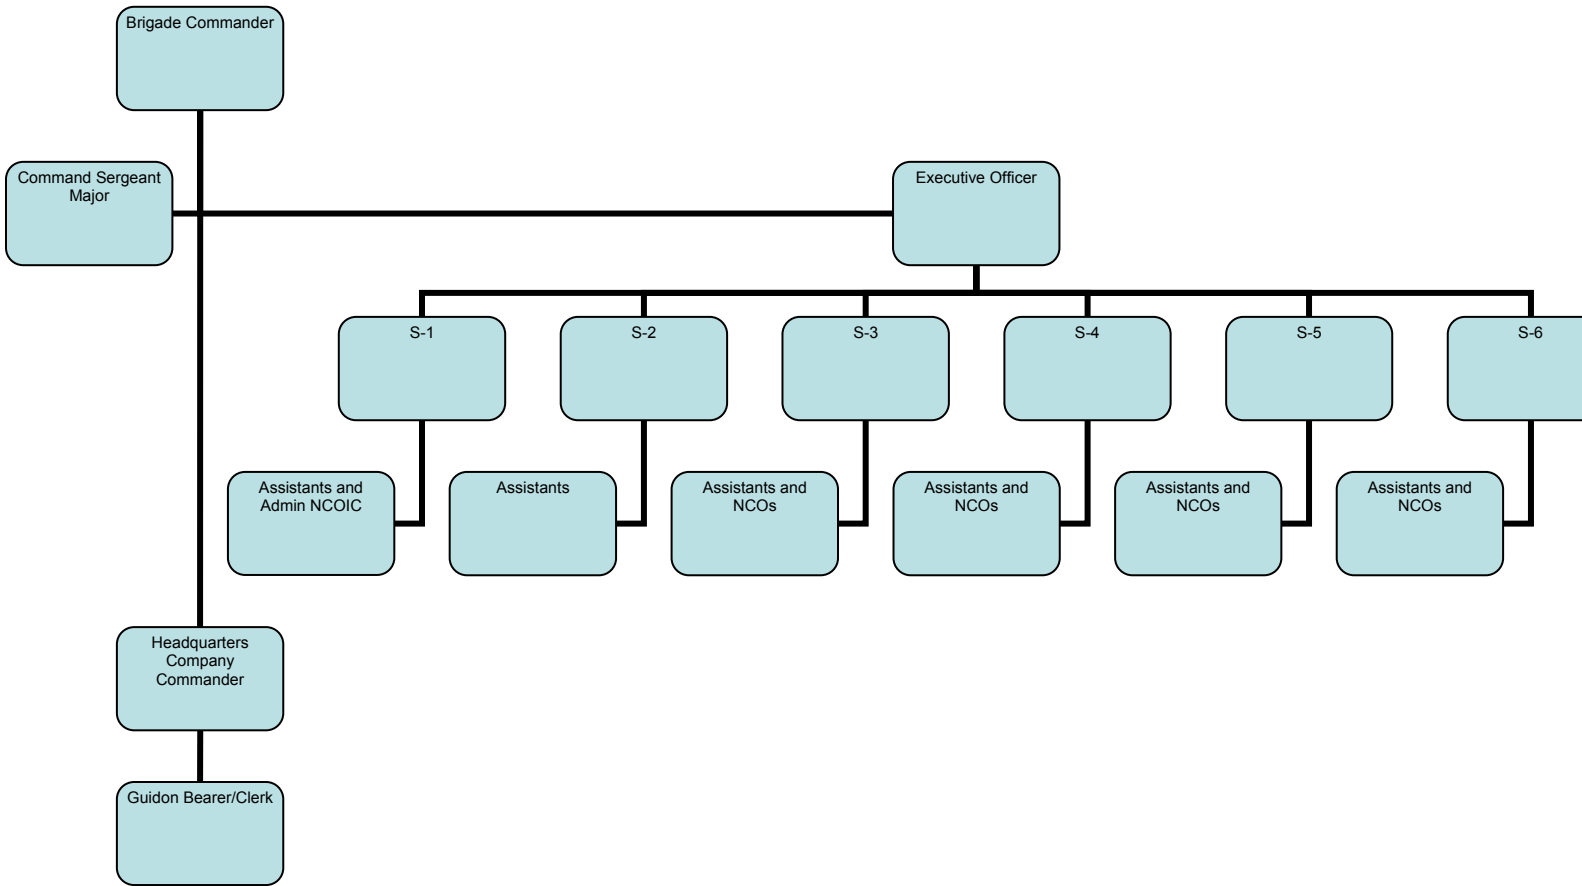 Brigade Commander
Command Sergeant
Major
Executive Officer
S-1
S-2
S-3
S-4
S-5
S-6
Assistants and
Admin NCOIC
Assistants
Assistants and
NCOs
Assistants and
NCOs
Assistants and
NCOs
Assistants and
NCOs
Headquarters
Company
Commander
Guidon Bearer/Clerk